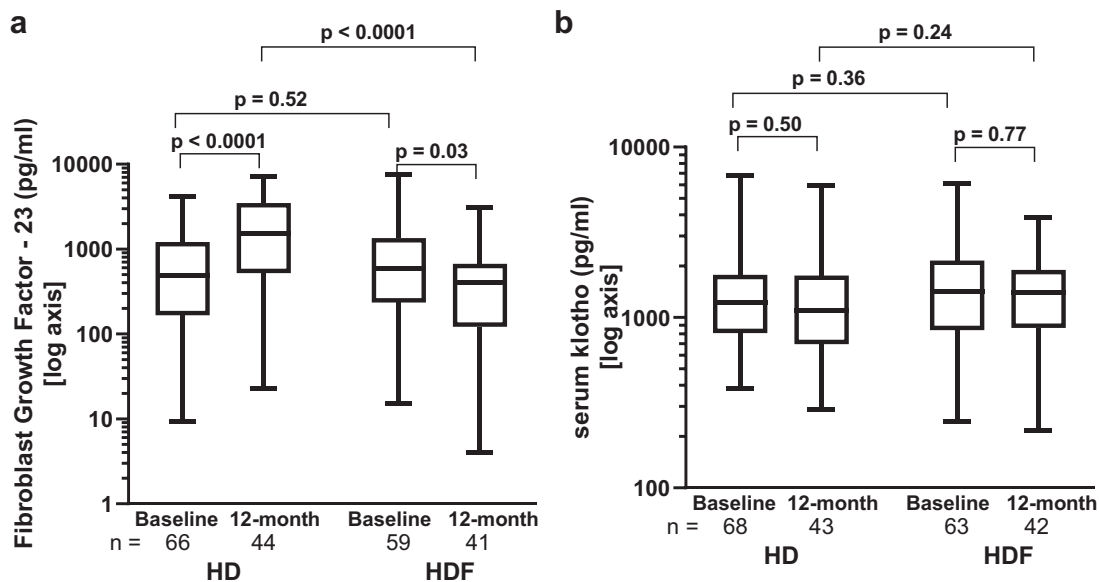 a
p < 0.0001
p = 0.52
p < 0.0001
p = 0.03
Fibroblast Growth Factor - 23 (pg/ml)
[log axis]
10000
1000
100
10
1
Baseline 12-month Baseline 12-month
n = 66 44 59 41
HD HDF
b
p = 0.24
p = 0.36
p = 0.50
p = 0.77
serum klotho (pg/ml)
[log axis]
10000
1000
100
Baseline 12-month Baseline 12-month
n = 68 43 63 42
HD HDF